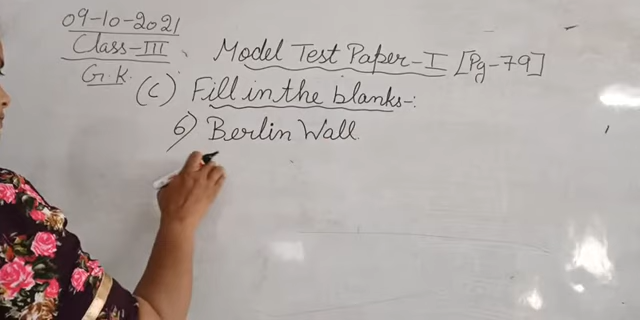 09-10-2021
Class-III
G.K.
Model Test Paper-I [Pg-79]
(C) Fill in the blanks-:
6) Berlin Wall